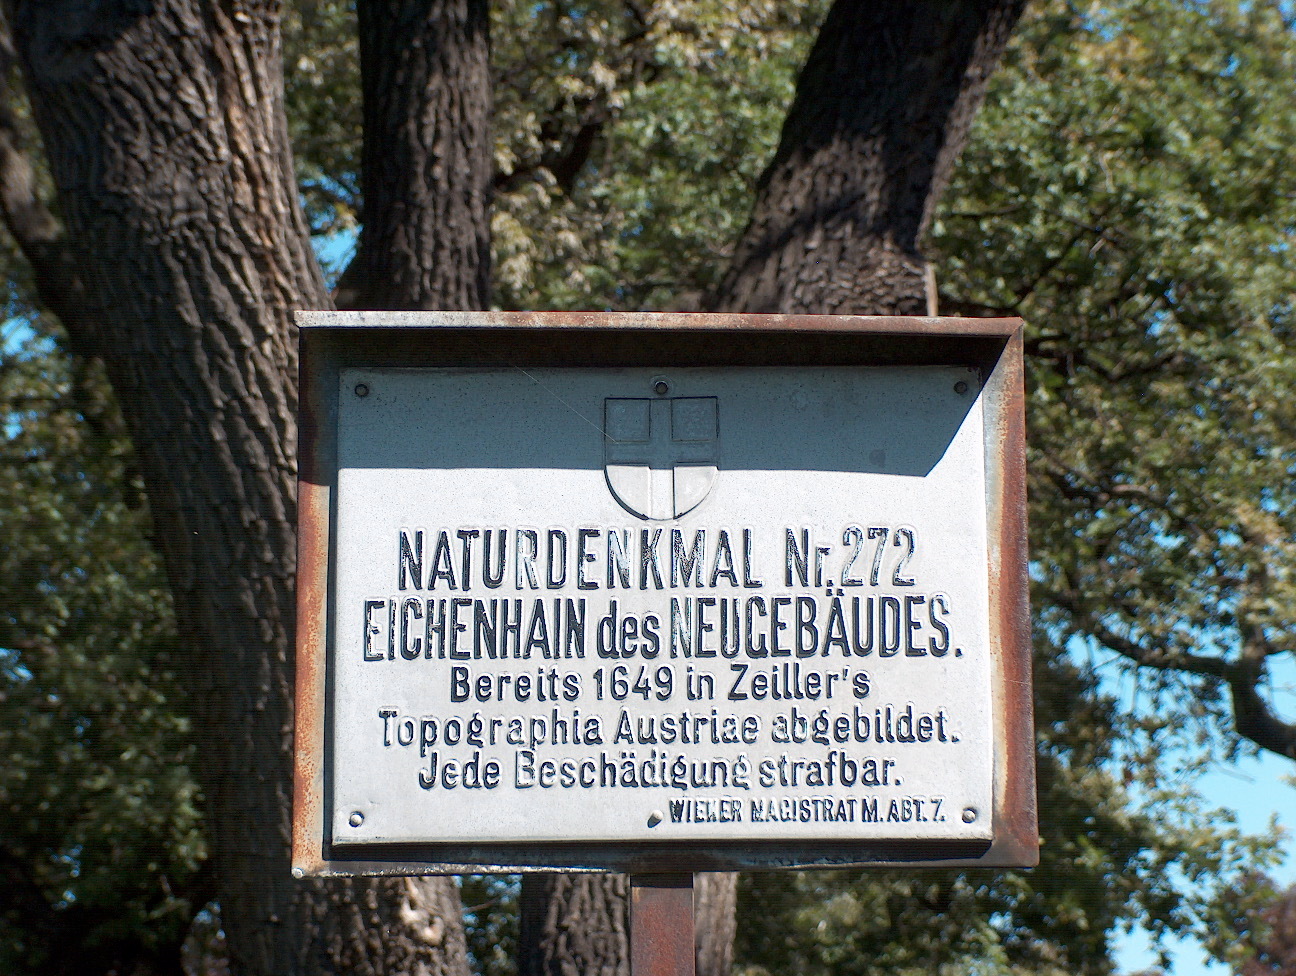 NATURDENKMAL Nr. 272
EICHENHAIN des NEUGEBÄUDES.
Bereits 1649 in Zeiller's
Topographia Austriae abgebildet.
Jede Beschädigung strafbar.
WIENER MAGISTRAT M. ABT. 7.